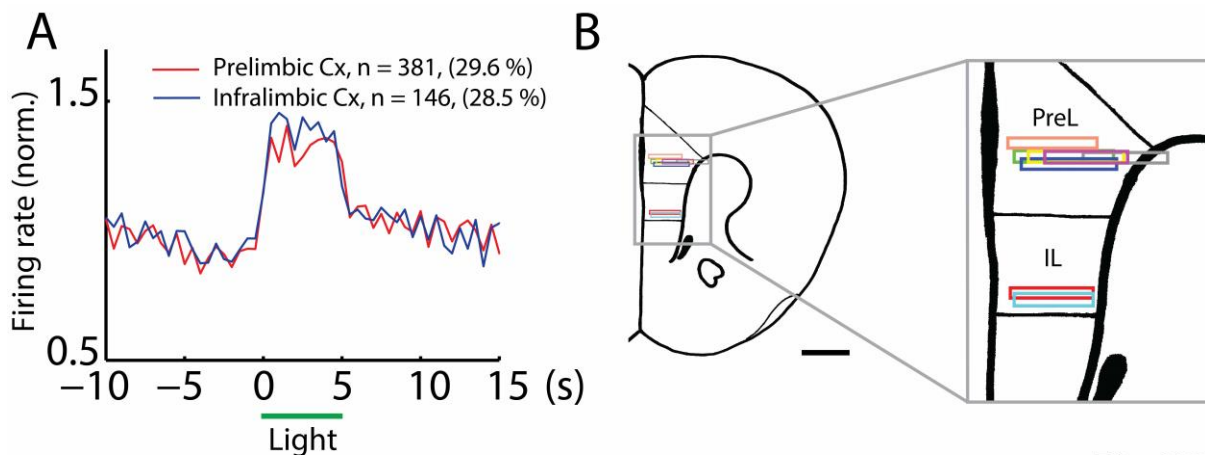 A
Prelimbic Cx, n = 381, (29.6 %)
Infralimbic Cx, n = 146, (28.5 %)
Firing rate (norm.)
1.5
0.5
−10 −5 0 5 10 15 (s)
Light
B
PreL
IL